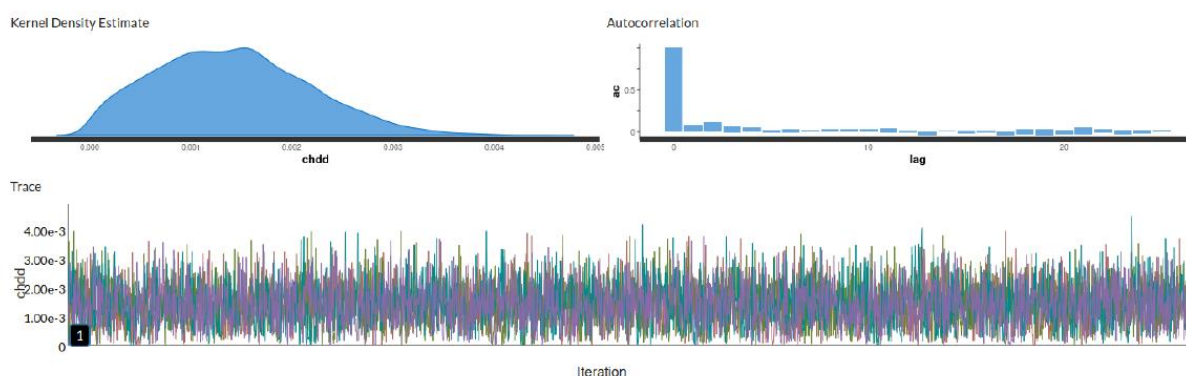 Kernel Density Estimate
Autocorrelation
ac
0.5
0
0.000 0.001 0.002 0.003 0.004 0.005
chdd
0 10 20
lag
Trace
chdd
4.00e-3
3.00e-3
2.00e-3
1.00e-3
0
1
Iteration